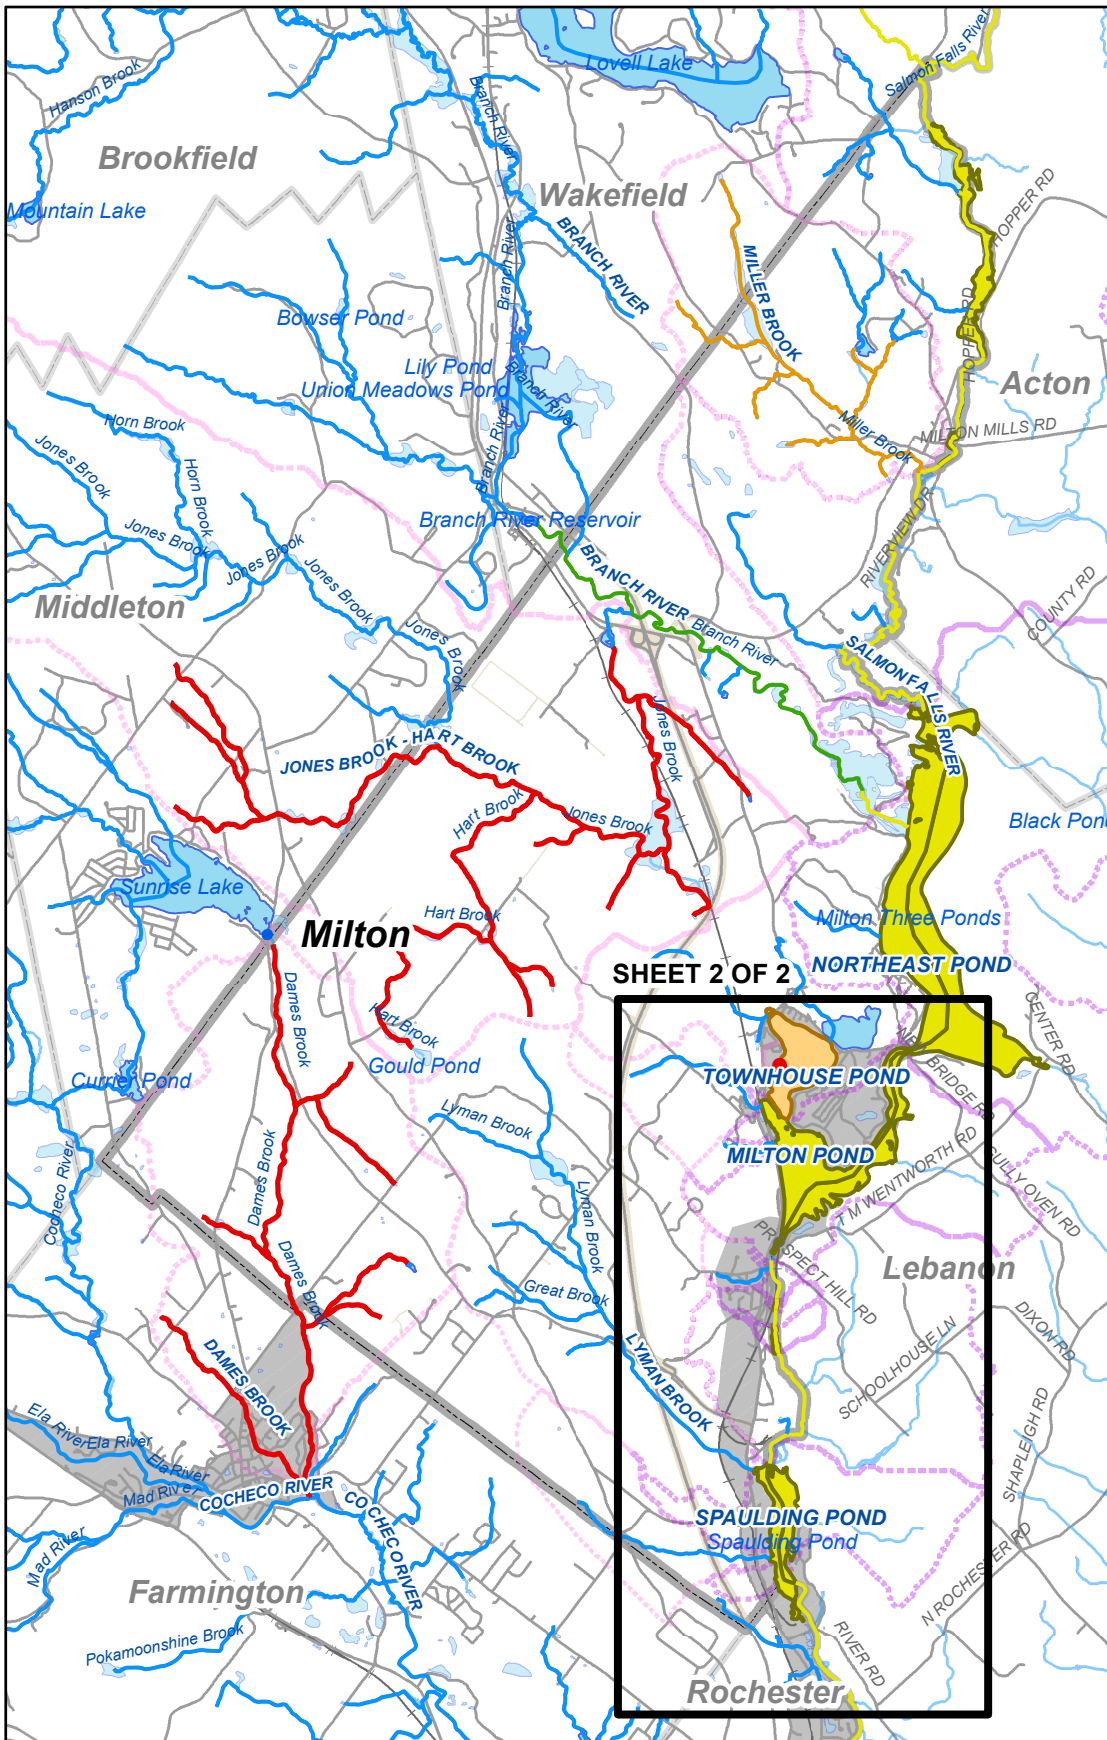 Lovell Lake
Salmon Falls River
Hanson Brook
Branch River
Brookfield
Wakefield
Mountain Lake
HOPPER RD
BRANCH RIVER
Branch River
MILLER BROOK
Bowser Pond
HOPPER RD
Lily Pond
Branch River
Union Meadows Pond
Acton
Horn Brook
Miller Brook
MILTON MILLS RD
Jones Brook
Horn Brook
Branch River
Branch River Reservoir
RIVERVIEW DR
Jones Brook
Jones Brook
Jones Brook
BRANCH RIVER
Branch River
COUNTY RD
Middleton
Jones Brook
SALMON FALLS RIVER
Jones Brook
JONES BROOK - HART BROOK
Hart Brook
Jones Brook
Black Pond
Sunrise Lake
Hart Brook
Milton Three Ponds
Milton
NORTHEAST POND
SHEET 2 OF 2
Dames Brook
Hart Brook
CENTER RD
Gould Pond
NEW BRIDGE RD
TOWNHOUSE POND
Currier Pond
Lyman Brook
MILTON POND
T M WENTWORTH RD
GULLY OVEN RD
Dames Brook
Cocheco River
Lyman Brook
PROSPECT HILL RD
Lebanon
Dames Brook
Great Brook
DIXON RD
SCHOOLHOUSE LN
DAMES BROOK
LYMAN BROOK
SHAPLEIGH RD
Ela River
Ela River
Ela River
Mad River
COCHECO RIVER
COCHECO RIVER
SPAULDING POND
Spaulding Pond
Mad River
N ROCHESTER RD
Farmington
Pokamoonshine Brook
RIVER RD
Rochester